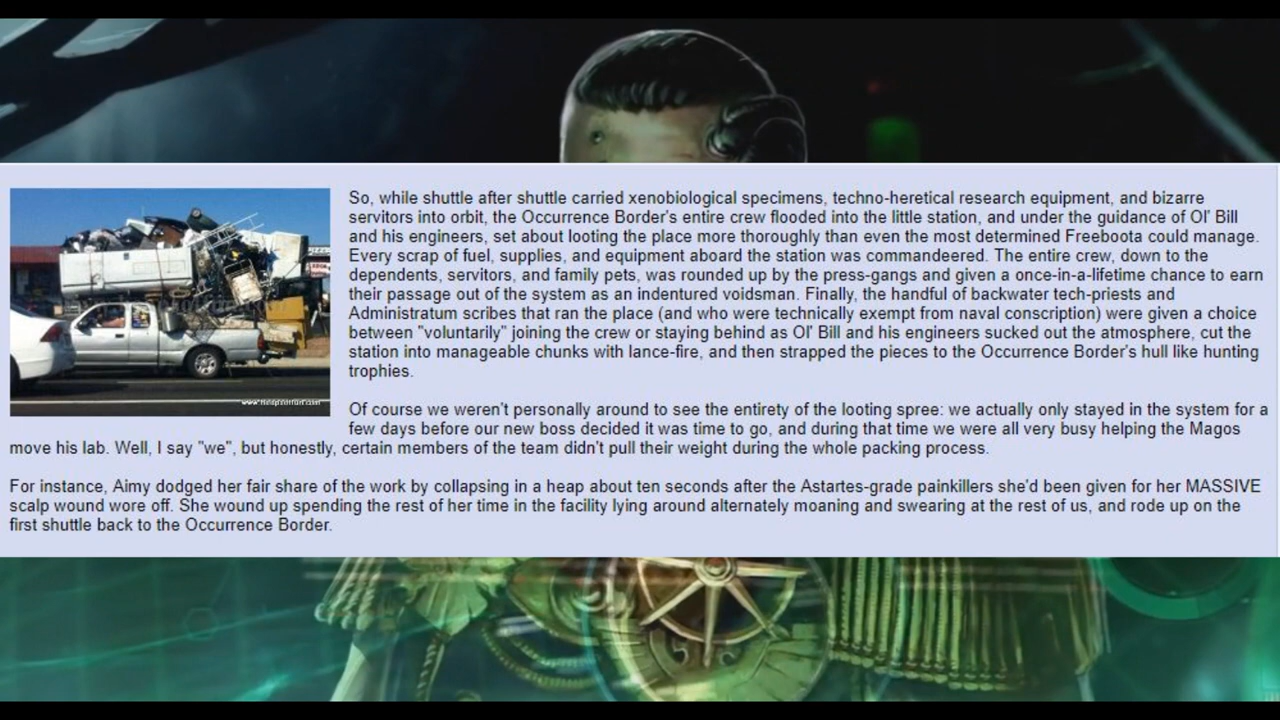 So, while shuttle after shuttle carried xenobiological specimens, techno-heretical research equipment, and bizarre
servitors into orbit, the Occurrence Border's entire crew flooded into the little station, and under the guidance of Ol' Bill
and his engineers, set about looting the place more thoroughly than even the most determined Freeboota could manage.
Every scrap of fuel, supplies, and equipment aboard the station was commandeered. The entire crew, down to the
dependents, servitors, and family pets, was rounded up by the press-gangs and given a once-in-a-lifetime chance to earn
their passage out of the system as an indentured voidsman. Finally, the handful of backwater tech-priests and
Administratum scribes that ran the place (and who were technically exempt from naval conscription) were given a choice
between "voluntarily" joining the crew or staying behind as Ol' Bill and his engineers sucked out the atmosphere, cut the
station into manageable chunks with lance-fire, and then strapped the pieces to the Occurrence Border's hull like hunting
trophies.
Of course we weren't personally around to see the entirety of the looting spree: we actually only stayed in the system for a
few days before our new boss decided it was time to go, and during that time we were all very busy helping the Magos
move his lab. Well, I say "we", but honestly, certain members of the team didn't pull their weight during the whole packing process.
For instance, Aimy dodged her fair share of the work by collapsing in a heap about ten seconds after the Astartes-grade painkillers she'd been given for her MASSIVE
scalp wound wore off. She wound up spending the rest of her time in the facility lying around alternately moaning and swearing at the rest of us, and rode up on the
first shuttle back to the Occurrence Border.